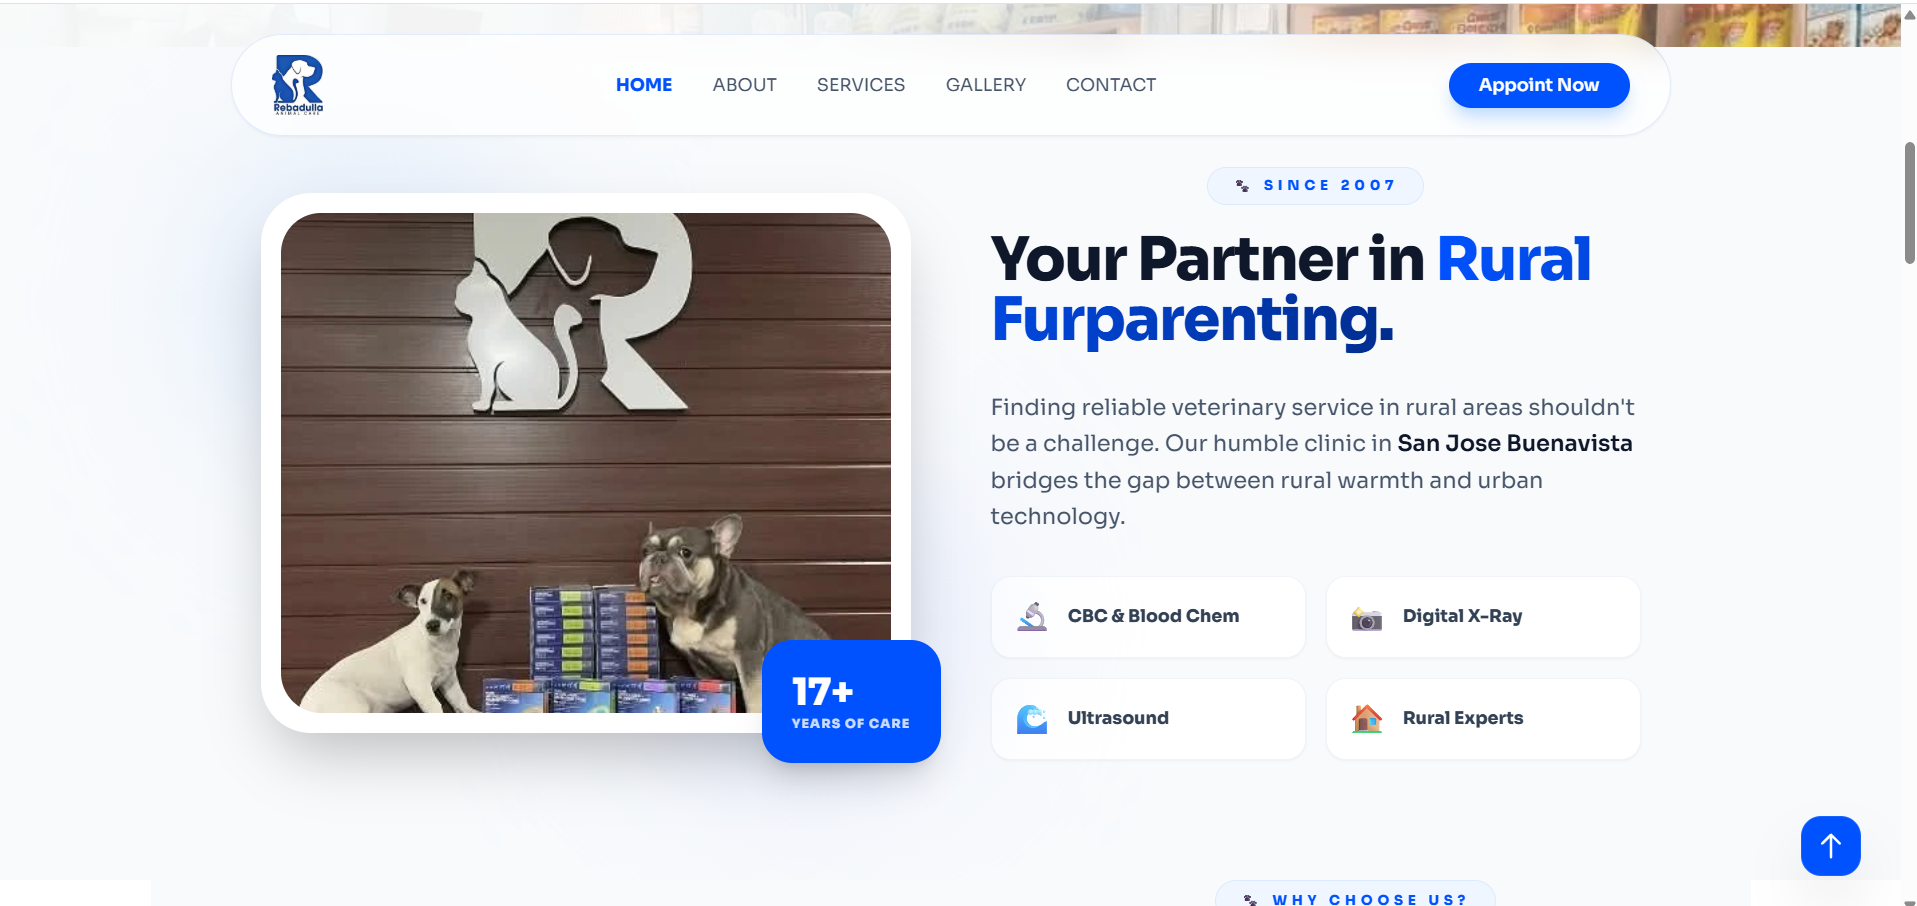 Rebadulla
ANIMAL CARE
HOME
ABOUT
SERVICES
GALLERY
CONTACT
Appoint Now
SINCE 2007
Your Partner in Rural
Furparenting.
Finding reliable veterinary service in rural areas shouldn't
be a challenge. Our humble clinic in San Jose Buenavista
bridges the gap between rural warmth and urban
technology.
17+
YEARS OF CARE
CBC & Blood Chem
Digital X-Ray
Ultrasound
Rural Experts
WHY CHOOSE US?